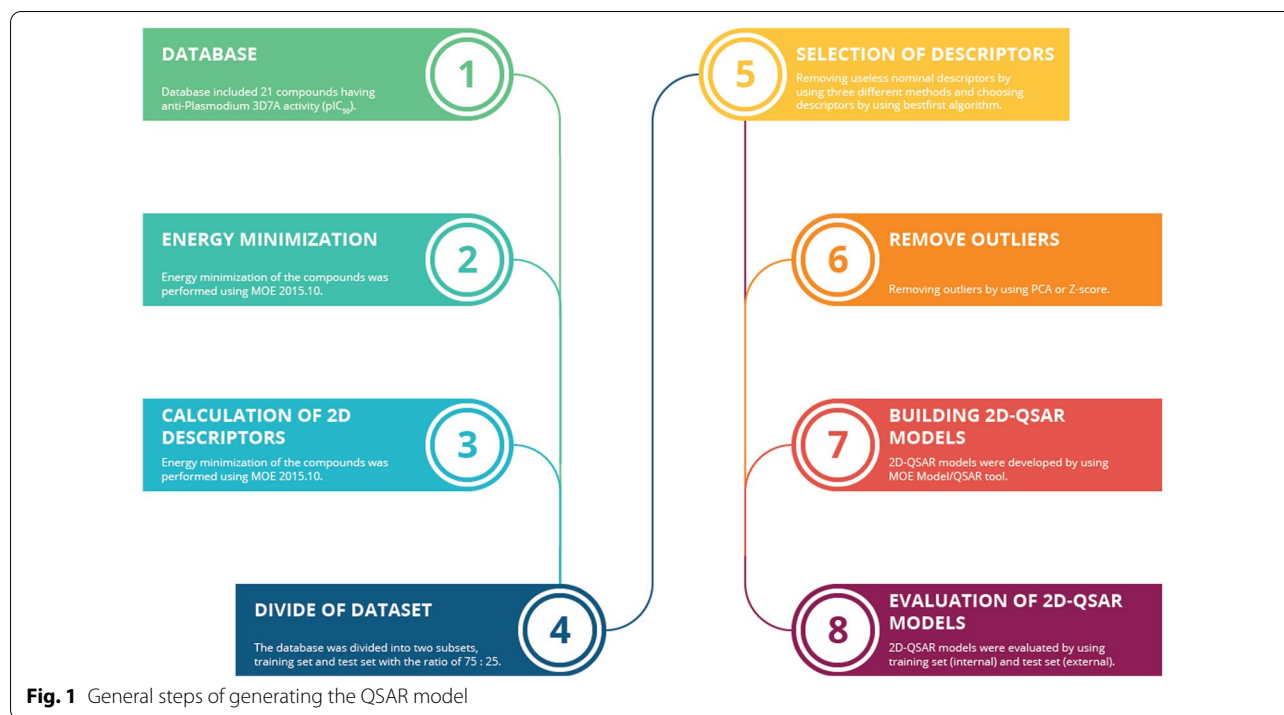 DATABASE
Database included 21 compounds having
anti-Plasmodium 3D7A activity (pIC50).
1
ENERGY MINIMIZATION
Energy minimization of the compounds was
performed using MOE 2015.10.
2
CALCULATION OF 2D
DESCRIPTORS
Energy minimization of the compounds was
performed using MOE 2015.10.
3
DIVIDE OF DATASET
The database was divided into two subsets,
training set and test set with the ratio of 75 : 25.
4
5
SELECTION OF DESCRIPTORS
Removing useless nominal descriptors by
using three different methods and choosing
descriptors by using bestfirst algorithm.
6
REMOVE OUTLIERS
Removing outliers by using PCA or Z-score.
7
BUILDING 2D-QSAR
MODELS
2D-QSAR models were developed by using
MOE Model/QSAR tool.
8
EVALUATION OF 2D-QSAR
MODELS
2D-QSAR models were evaluated by using
training set (internal) and test set (external).
Fig. 1 General steps of generating the QSAR model